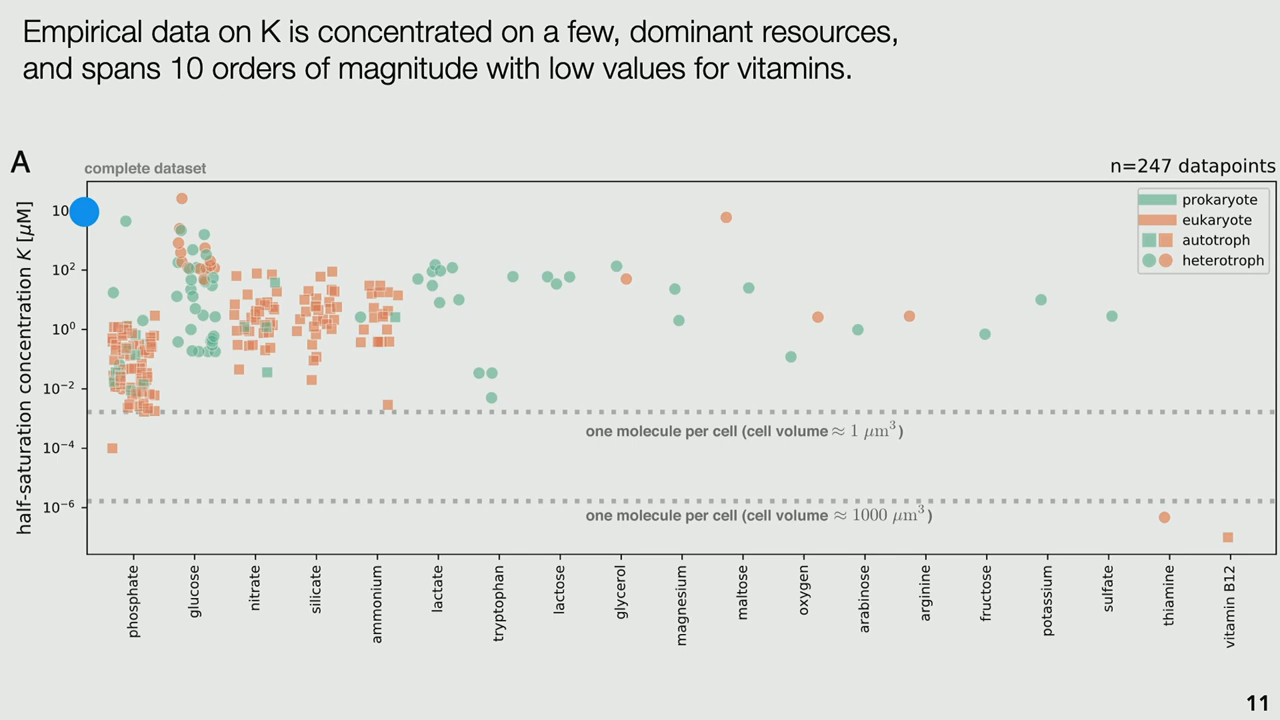 Empirical data on K is concentrated on a few, dominant resources,
and spans 10 orders of magnitude with low values for vitamins.
A
complete dataset
n=247 datapoints
half-saturation concentration K [μM]
10
10²
10⁰
10⁻²
10⁻⁴
10⁻⁶
prokaryote
eukaryote
autotroph
heterotroph
one molecule per cell (cell volume ≈ 1 μm³)
one molecule per cell (cell volume ≈ 1000 μm³)
phosphate
glucose
nitrate
silicate
ammonium
lactate
tryptophan
lactose
glycerol
magnesium
maltose
oxygen
arabinose
arginine
fructose
potassium
sulfate
thiamine
vitamin B12
11